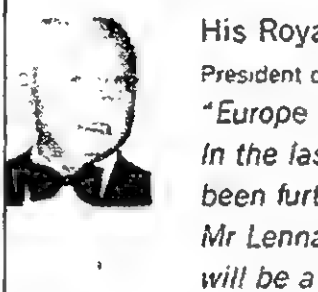 His Roya
President o
"Europe
In the las
been furt
Mr Lenna
will be a